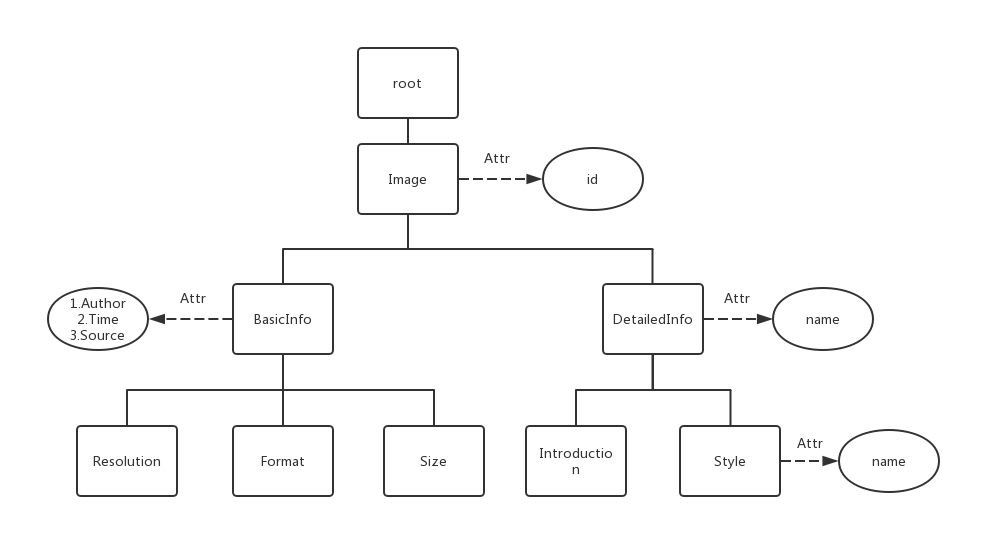 root
Attr
Image
id
Attr
Attr
1.Author
2.Time
3.Source
BasicInfo
DetailedInfo
name
Resolution
Format
Size
Introductio
n
Attr
Style
name